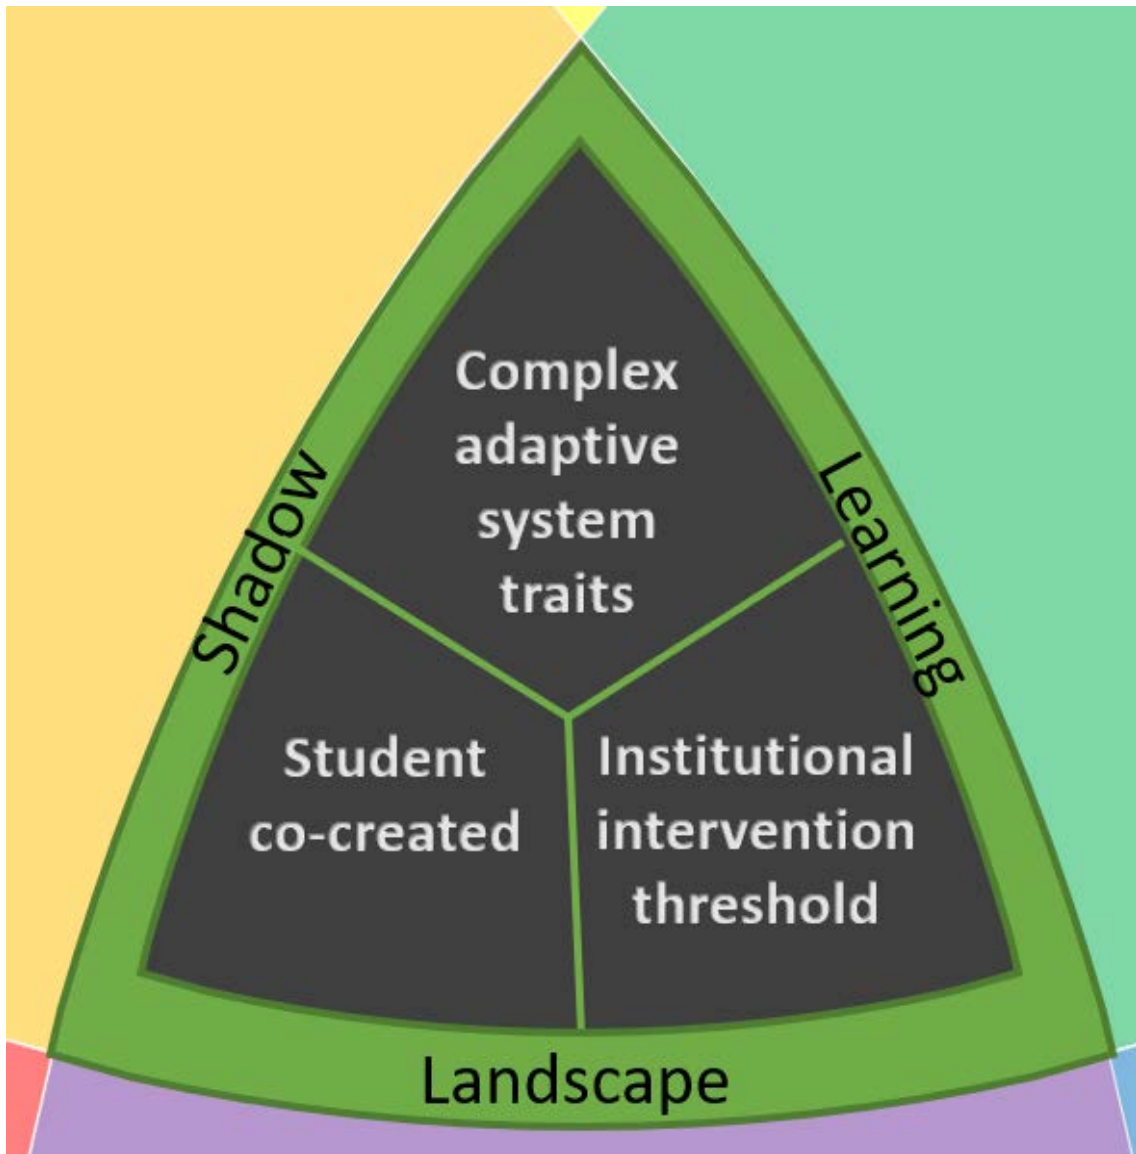 Complex
adaptive
system
traits
Shadow
Learning
Student
co-created
Institutional
intervention
threshold
Landscape